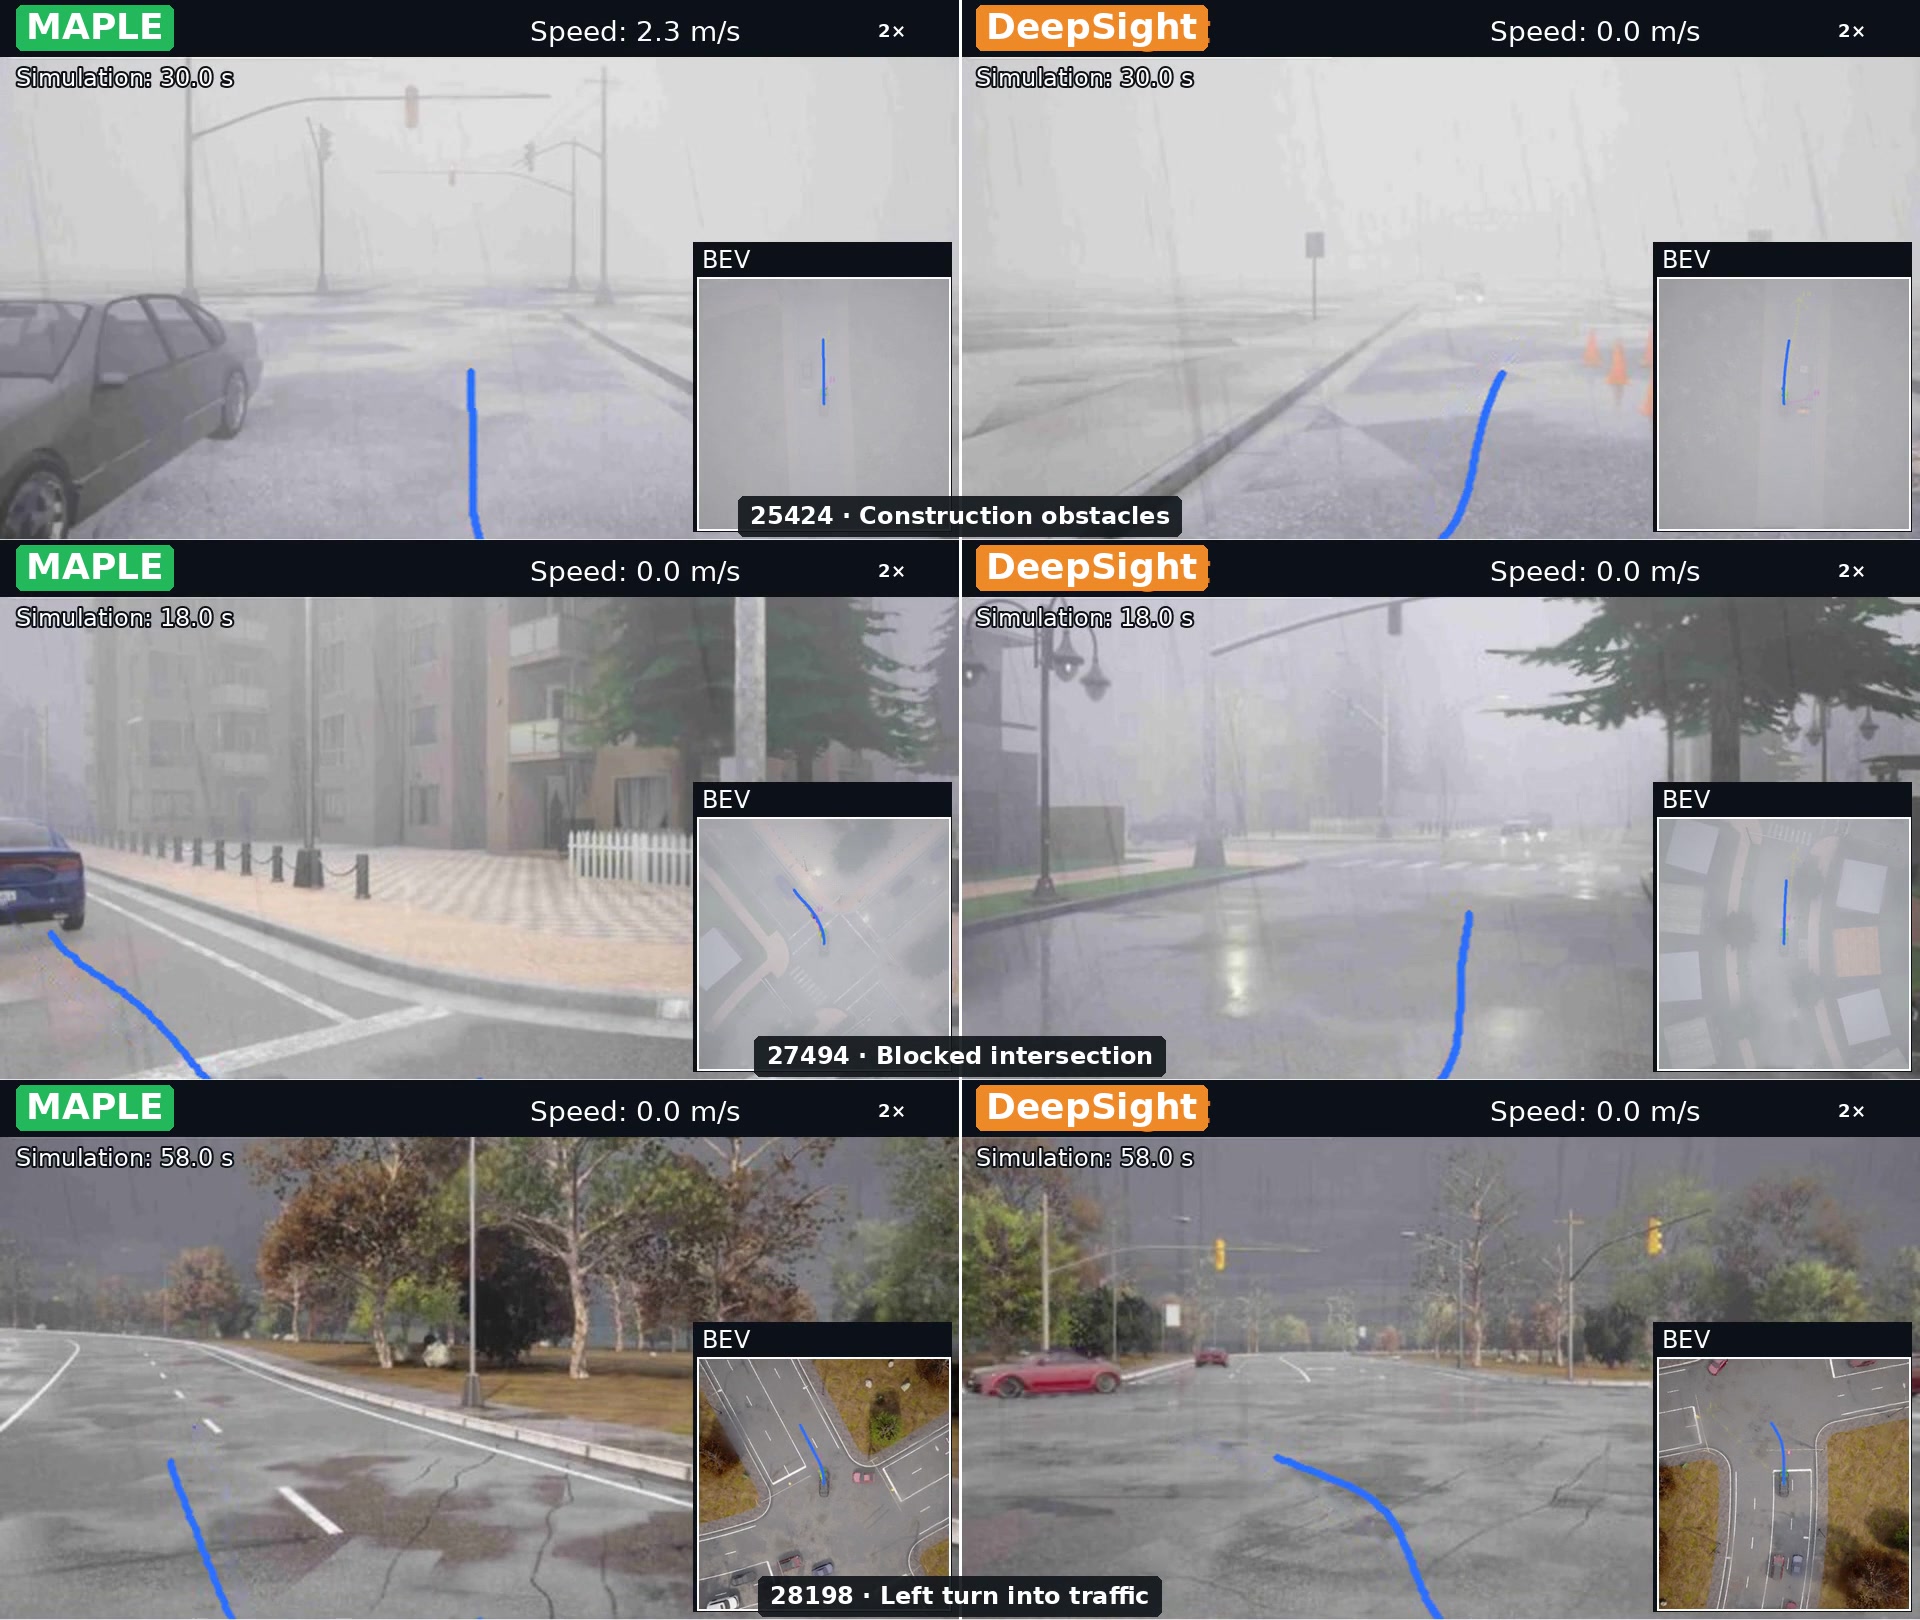 MAPLE Speed: 2.3 m/s 2×
DeepSight Speed: 0.0 m/s 2×
Simulation: 30.0 s
Simulation: 30.0 s
BEV
BEV
25424 · Construction obstacles
MAPLE Speed: 0.0 m/s 2×
DeepSight Speed: 0.0 m/s 2×
Simulation: 18.0 s
Simulation: 18.0 s
BEV
BEV
27494 · Blocked intersection
MAPLE Speed: 0.0 m/s 2×
DeepSight Speed: 0.0 m/s 2×
Simulation: 58.0 s
Simulation: 58.0 s
BEV
BEV
28198 · Left turn into traffic